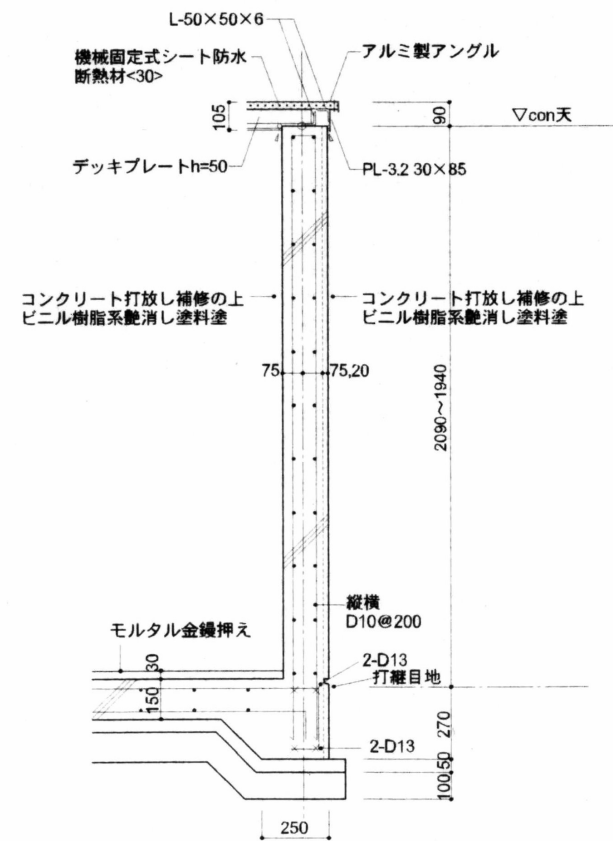 L-50×50×6
機械固定式シート防水
断熱材<30>
アルミ製アングル
105
90
▽con天
デッキプレートh=50
PL-3.2 30×85
コンクリート打放し補修の上
ビニル樹脂系艶消し塗料塗
コンクリート打放し補修の上
ビニル樹脂系艶消し塗料塗
75
75,20
2090～1940
縦横
D10@200
モルタル金鏝押え
30
150
2-D13
打継目地
270
2-D13
50
100
250